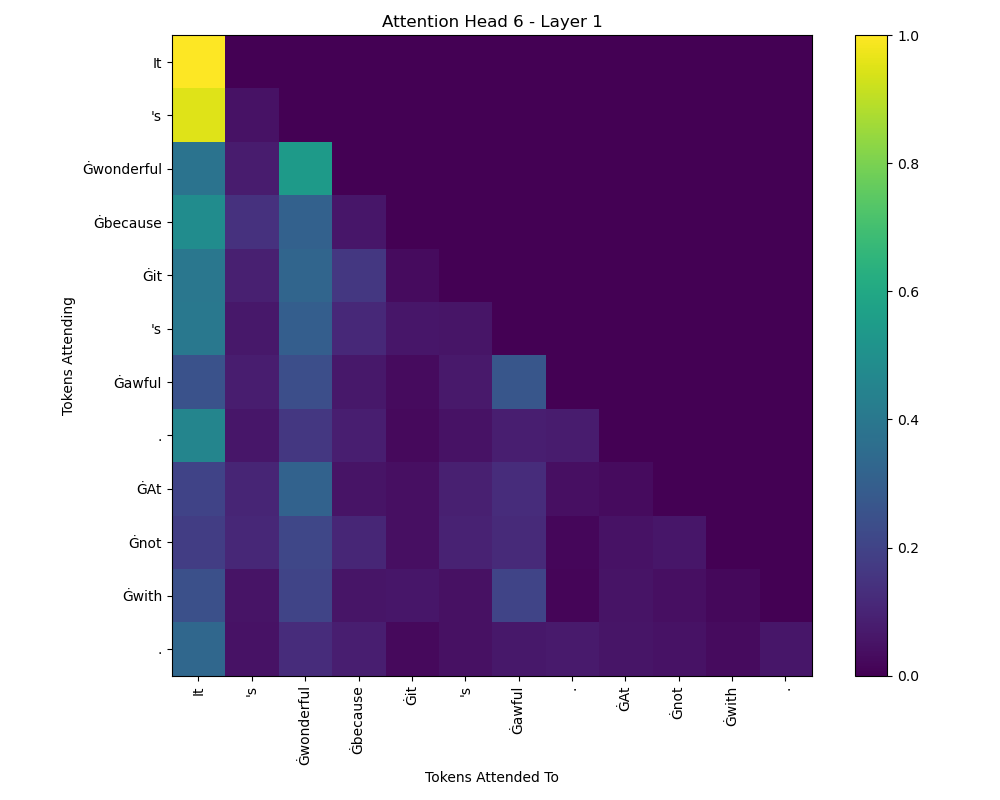 Attention Head 6 - Layer 1
Tokens Attending
It
's
Ġwonderful
Ġbecause
Ġit
's
Ġawful
.
ĠAt
Ġnot
Ġwith
.
It
's
Ġwonderful
Ġbecause
Ġit
's
Ġawful
.
ĠAt
Ġnot
Ġwith
.
Tokens Attended To
1.0
0.8
0.6
0.4
0.2
0.0